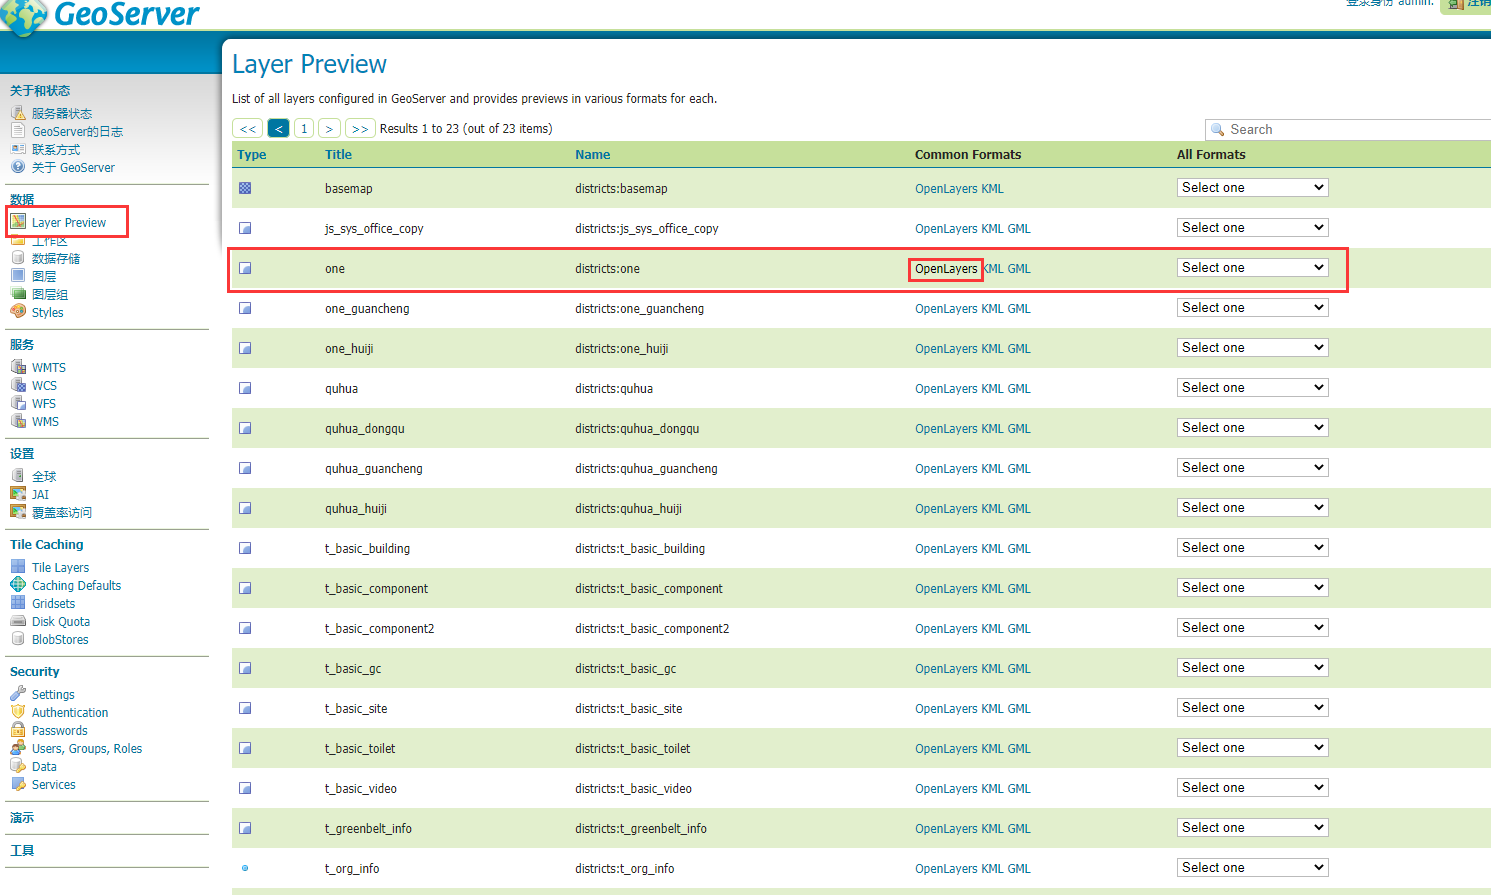 GeoServer
登录身份 admin.
注销
关于和状态
服务器状态
GeoServer的日志
联系方式
关于 GeoServer
数据
Layer Preview
工作区
数据存储
图层
图层组
Styles
服务
WMTS
WCS
WFS
WMS
设置
全球
JAI
覆盖率访问
Tile Caching
Tile Layers
Caching Defaults
Gridsets
Disk Quota
BlobStores
Security
Settings
Authentication
Passwords
Users, Groups, Roles
Data
Services
演示
工具
Layer Preview
List of all layers configured in GeoServer and provides previews in various formats for each.
<< < 1 > >> Results 1 to 23 (out of 23 items)
Search
Type Title Name Common Formats All Formats
basemap districts:basemap OpenLayers KML Select one
js_sys_office_copy districts:js_sys_office_copy OpenLayers KML GML Select one
one districts:one OpenLayers KML GML Select one
one_guancheng districts:one_guancheng OpenLayers KML GML Select one
one_huiji districts:one_huiji OpenLayers KML GML Select one
quhua districts:quhua OpenLayers KML GML Select one
quhua_dongqu districts:quhua_dongqu OpenLayers KML GML Select one
quhua_guancheng districts:quhua_guancheng OpenLayers KML GML Select one
quhua_huiji districts:quhua_huiji OpenLayers KML GML Select one
t_basic_building districts:t_basic_building OpenLayers KML GML Select one
t_basic_component districts:t_basic_component OpenLayers KML GML Select one
t_basic_component2 districts:t_basic_component2 OpenLayers KML GML Select one
t_basic_gc districts:t_basic_gc OpenLayers KML GML Select one
t_basic_site districts:t_basic_site OpenLayers KML GML Select one
t_basic_toilet districts:t_basic_toilet OpenLayers KML GML Select one
t_basic_video districts:t_basic_video OpenLayers KML GML Select one
t_greenbelt_info districts:t_greenbelt_info OpenLayers KML GML Select one
t_org_info districts:t_org_info OpenLayers KML GML Select one